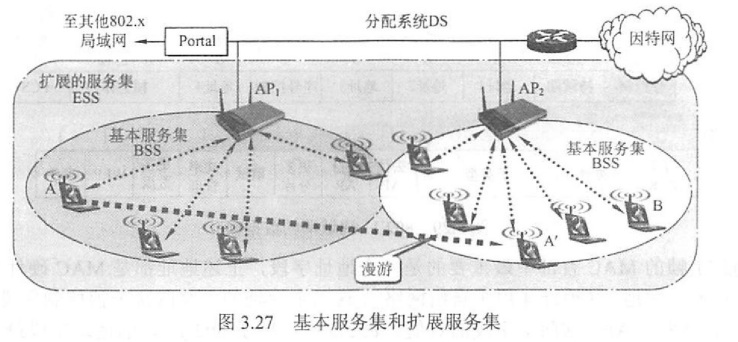 至其他802.x
局域网
Portal
分配系统DS
因特网
扩展的服务集
ESS
AP₁
AP₂
基本服务集
BSS
基本服务集
BSS
A
B
A′
漫游
图 3.27 基本服务集和扩展服务集